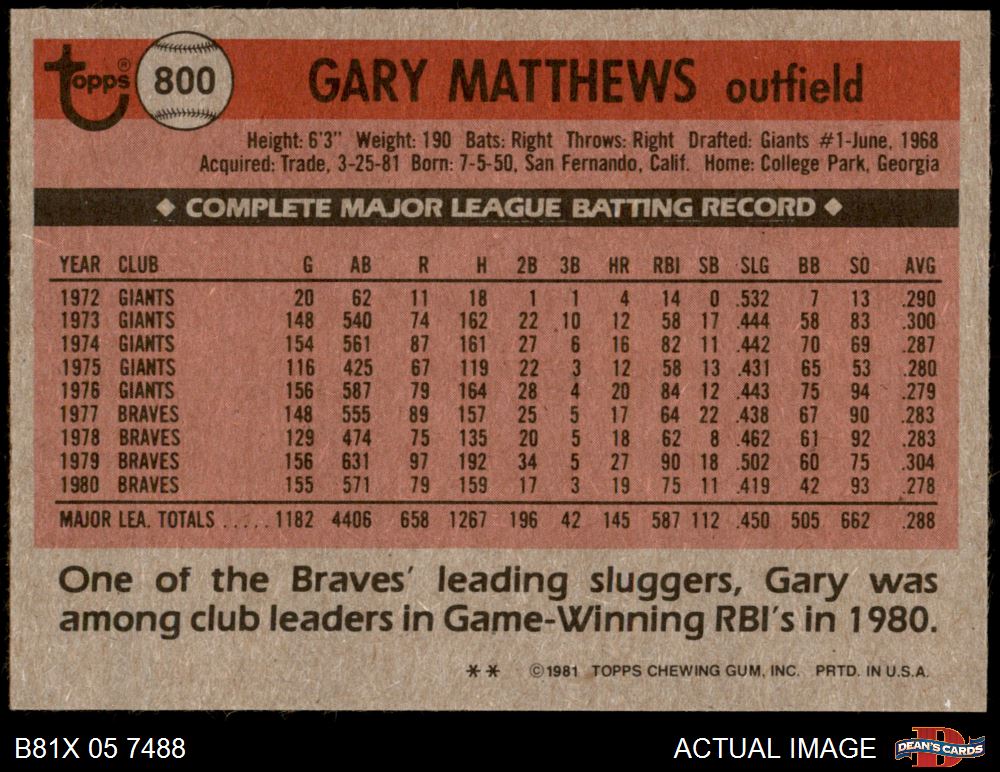 topps® 800 GARY MATTHEWS outfield
Height: 6'3" Weight: 190 Bats: Right Throws: Right Drafted: Giants #1-June, 1968
Acquired: Trade, 3-25-81 Born: 7-5-50, San Fernando, Calif. Home: College Park, Georgia
◆ COMPLETE MAJOR LEAGUE BATTING RECORD ◆
YEAR CLUB G AB R H 2B 3B HR RBI SB SLG BB SO AVG
1972 GIANTS 20 62 11 18 1 1 4 14 0 .532 7 13 .290
1973 GIANTS 148 540 74 162 22 10 12 58 17 .444 58 83 .300
1974 GIANTS 154 561 87 161 27 6 16 82 11 .442 70 69 .287
1975 GIANTS 116 425 67 119 22 3 12 58 13 .431 65 53 .280
1976 GIANTS 156 587 79 164 28 4 20 84 12 .443 75 94 .279
1977 BRAVES 148 555 89 157 25 5 17 64 22 .438 67 90 .283
1978 BRAVES 129 474 75 135 20 5 18 62 8 .462 61 92 .283
1979 BRAVES 156 631 97 192 34 5 27 90 18 .502 60 75 .304
1980 BRAVES 155 571 79 159 17 3 19 75 11 .419 42 93 .278
MAJOR LEA. TOTALS ..... 1182 4406 658 1267 196 42 145 587 112 .450 505 662 .288
One of the Braves' leading sluggers, Gary was
among club leaders in Game-Winning RBI's in 1980.
** ©1981 TOPPS CHEWING GUM, INC. PRTD. IN U.S.A.
B81X 05 7488 ACTUAL IMAGE D DEAN'S CARDS